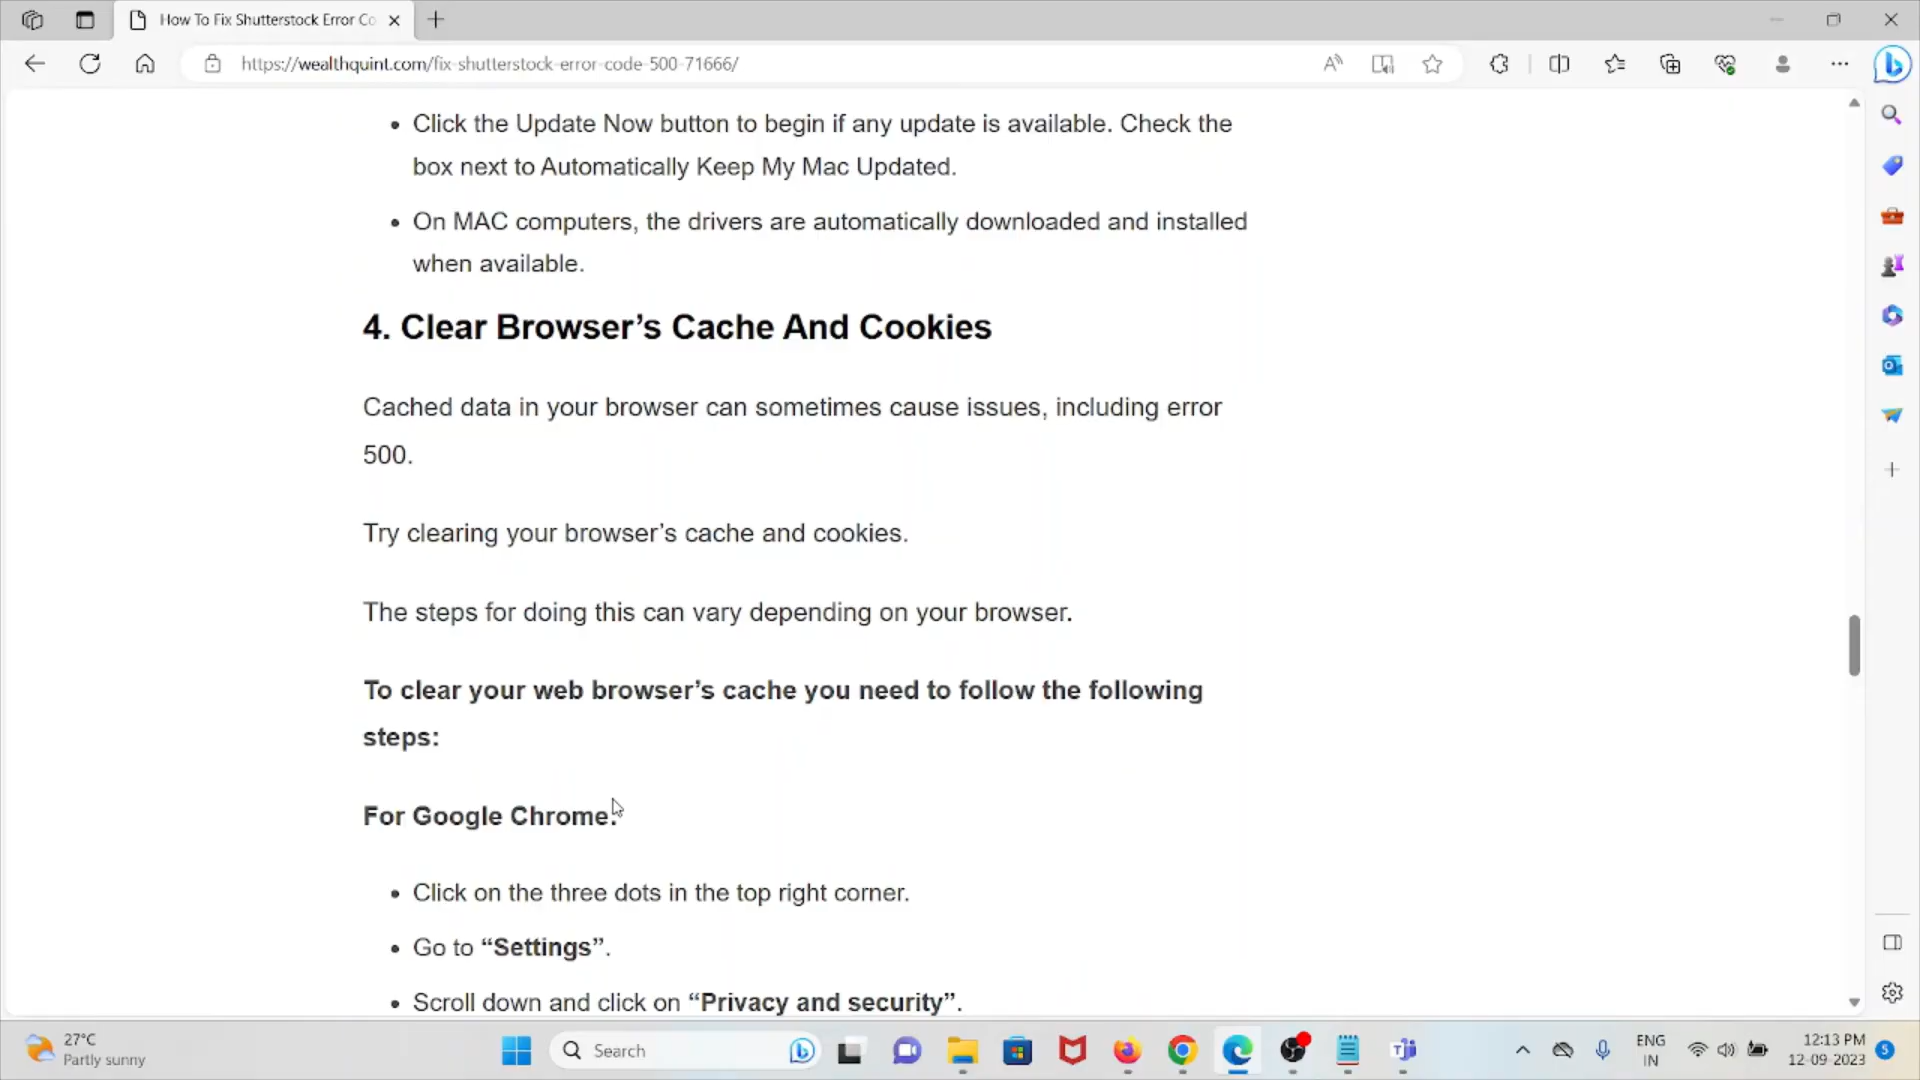 How To Fix Shutterstock Error Co
https://wealthquint.com/fix-shutterstock-error-code-500-71666/
• Click the Update Now button to begin if any update is available. Check the
box next to Automatically Keep My Mac Updated.
• On MAC computers, the drivers are automatically downloaded and installed
when available.
4. Clear Browser’s Cache And Cookies
Cached data in your browser can sometimes cause issues, including error
500.
Try clearing your browser’s cache and cookies.
The steps for doing this can vary depending on your browser.
To clear your web browser’s cache you need to follow the following
steps:
For Google Chrome:
• Click on the three dots in the top right corner.
• Go to “Settings”.
• Scroll down and click on “Privacy and security”.
27°C
Partly sunny
Search
ENG
IN
12:13 PM
12-09-2023
5